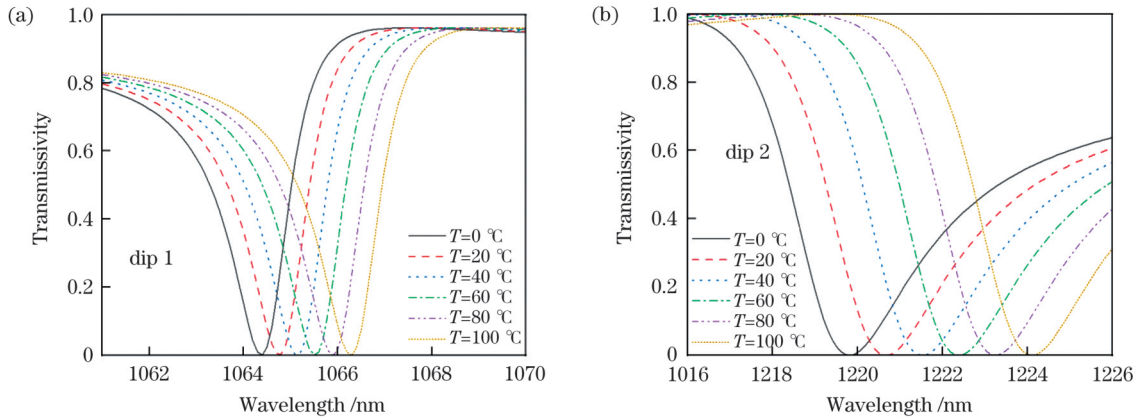 (a)
1.0
0.8
0.6
0.4
0.2
0
Transmissivity
dip 1
T=0 ℃
T=20 ℃
T=40 ℃
T=60 ℃
T=80 ℃
T=100 ℃
1062 1064 1066 1068 1070
Wavelength /nm
(b)
1.0
0.8
0.6
0.4
0.2
0
Transmissivity
dip 2
T=0 ℃
T=20 ℃
T=40 ℃
T=60 ℃
T=80 ℃
T=100 ℃
1016 1218 1220 1222 1224 1226
Wavelength /nm